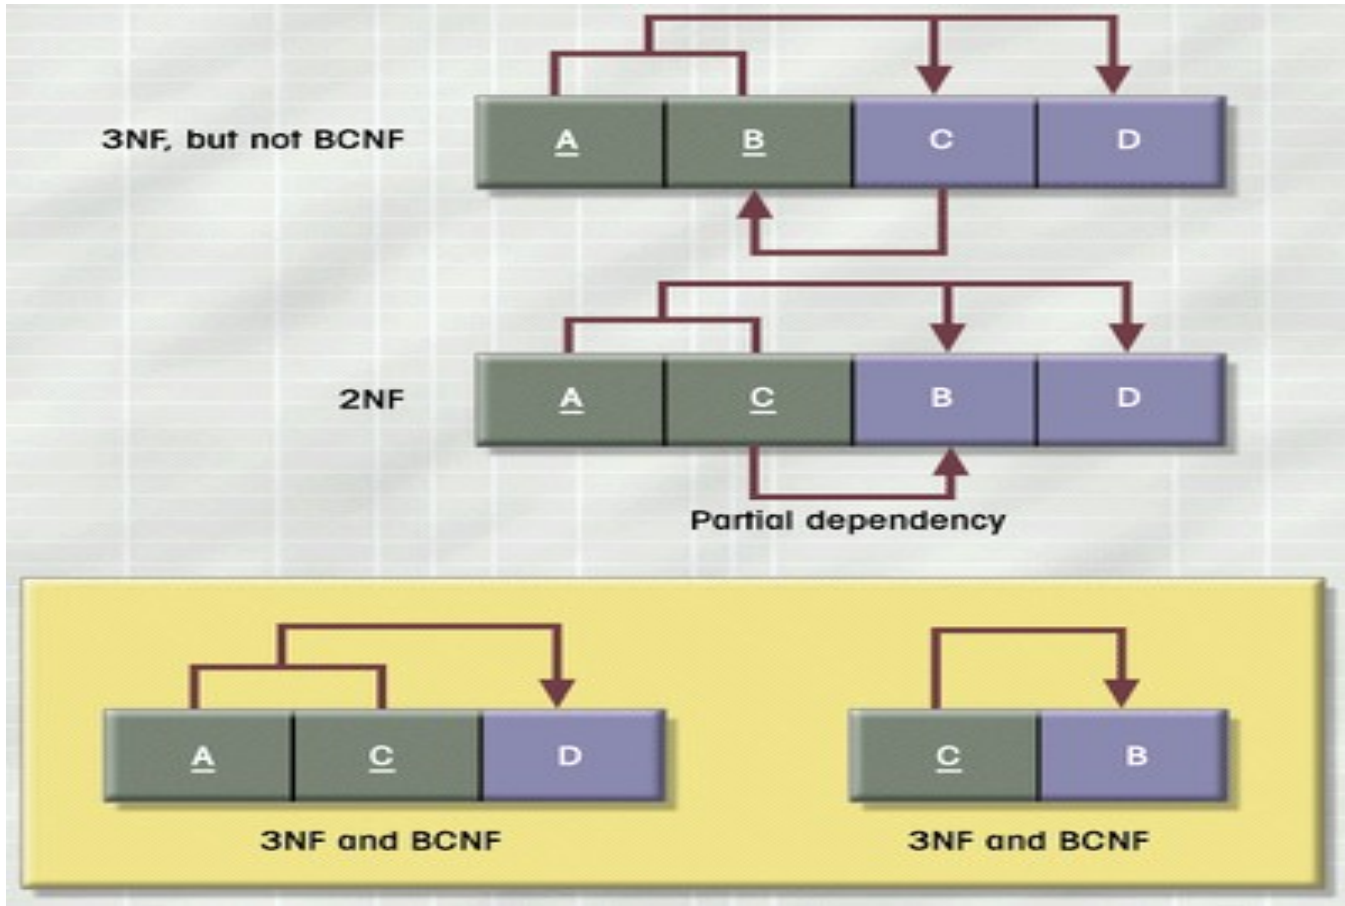 3NF, but not BCNF
A B C D
2NF
A C B D
Partial dependency
A C D
C B
3NF and BCNF
3NF and BCNF